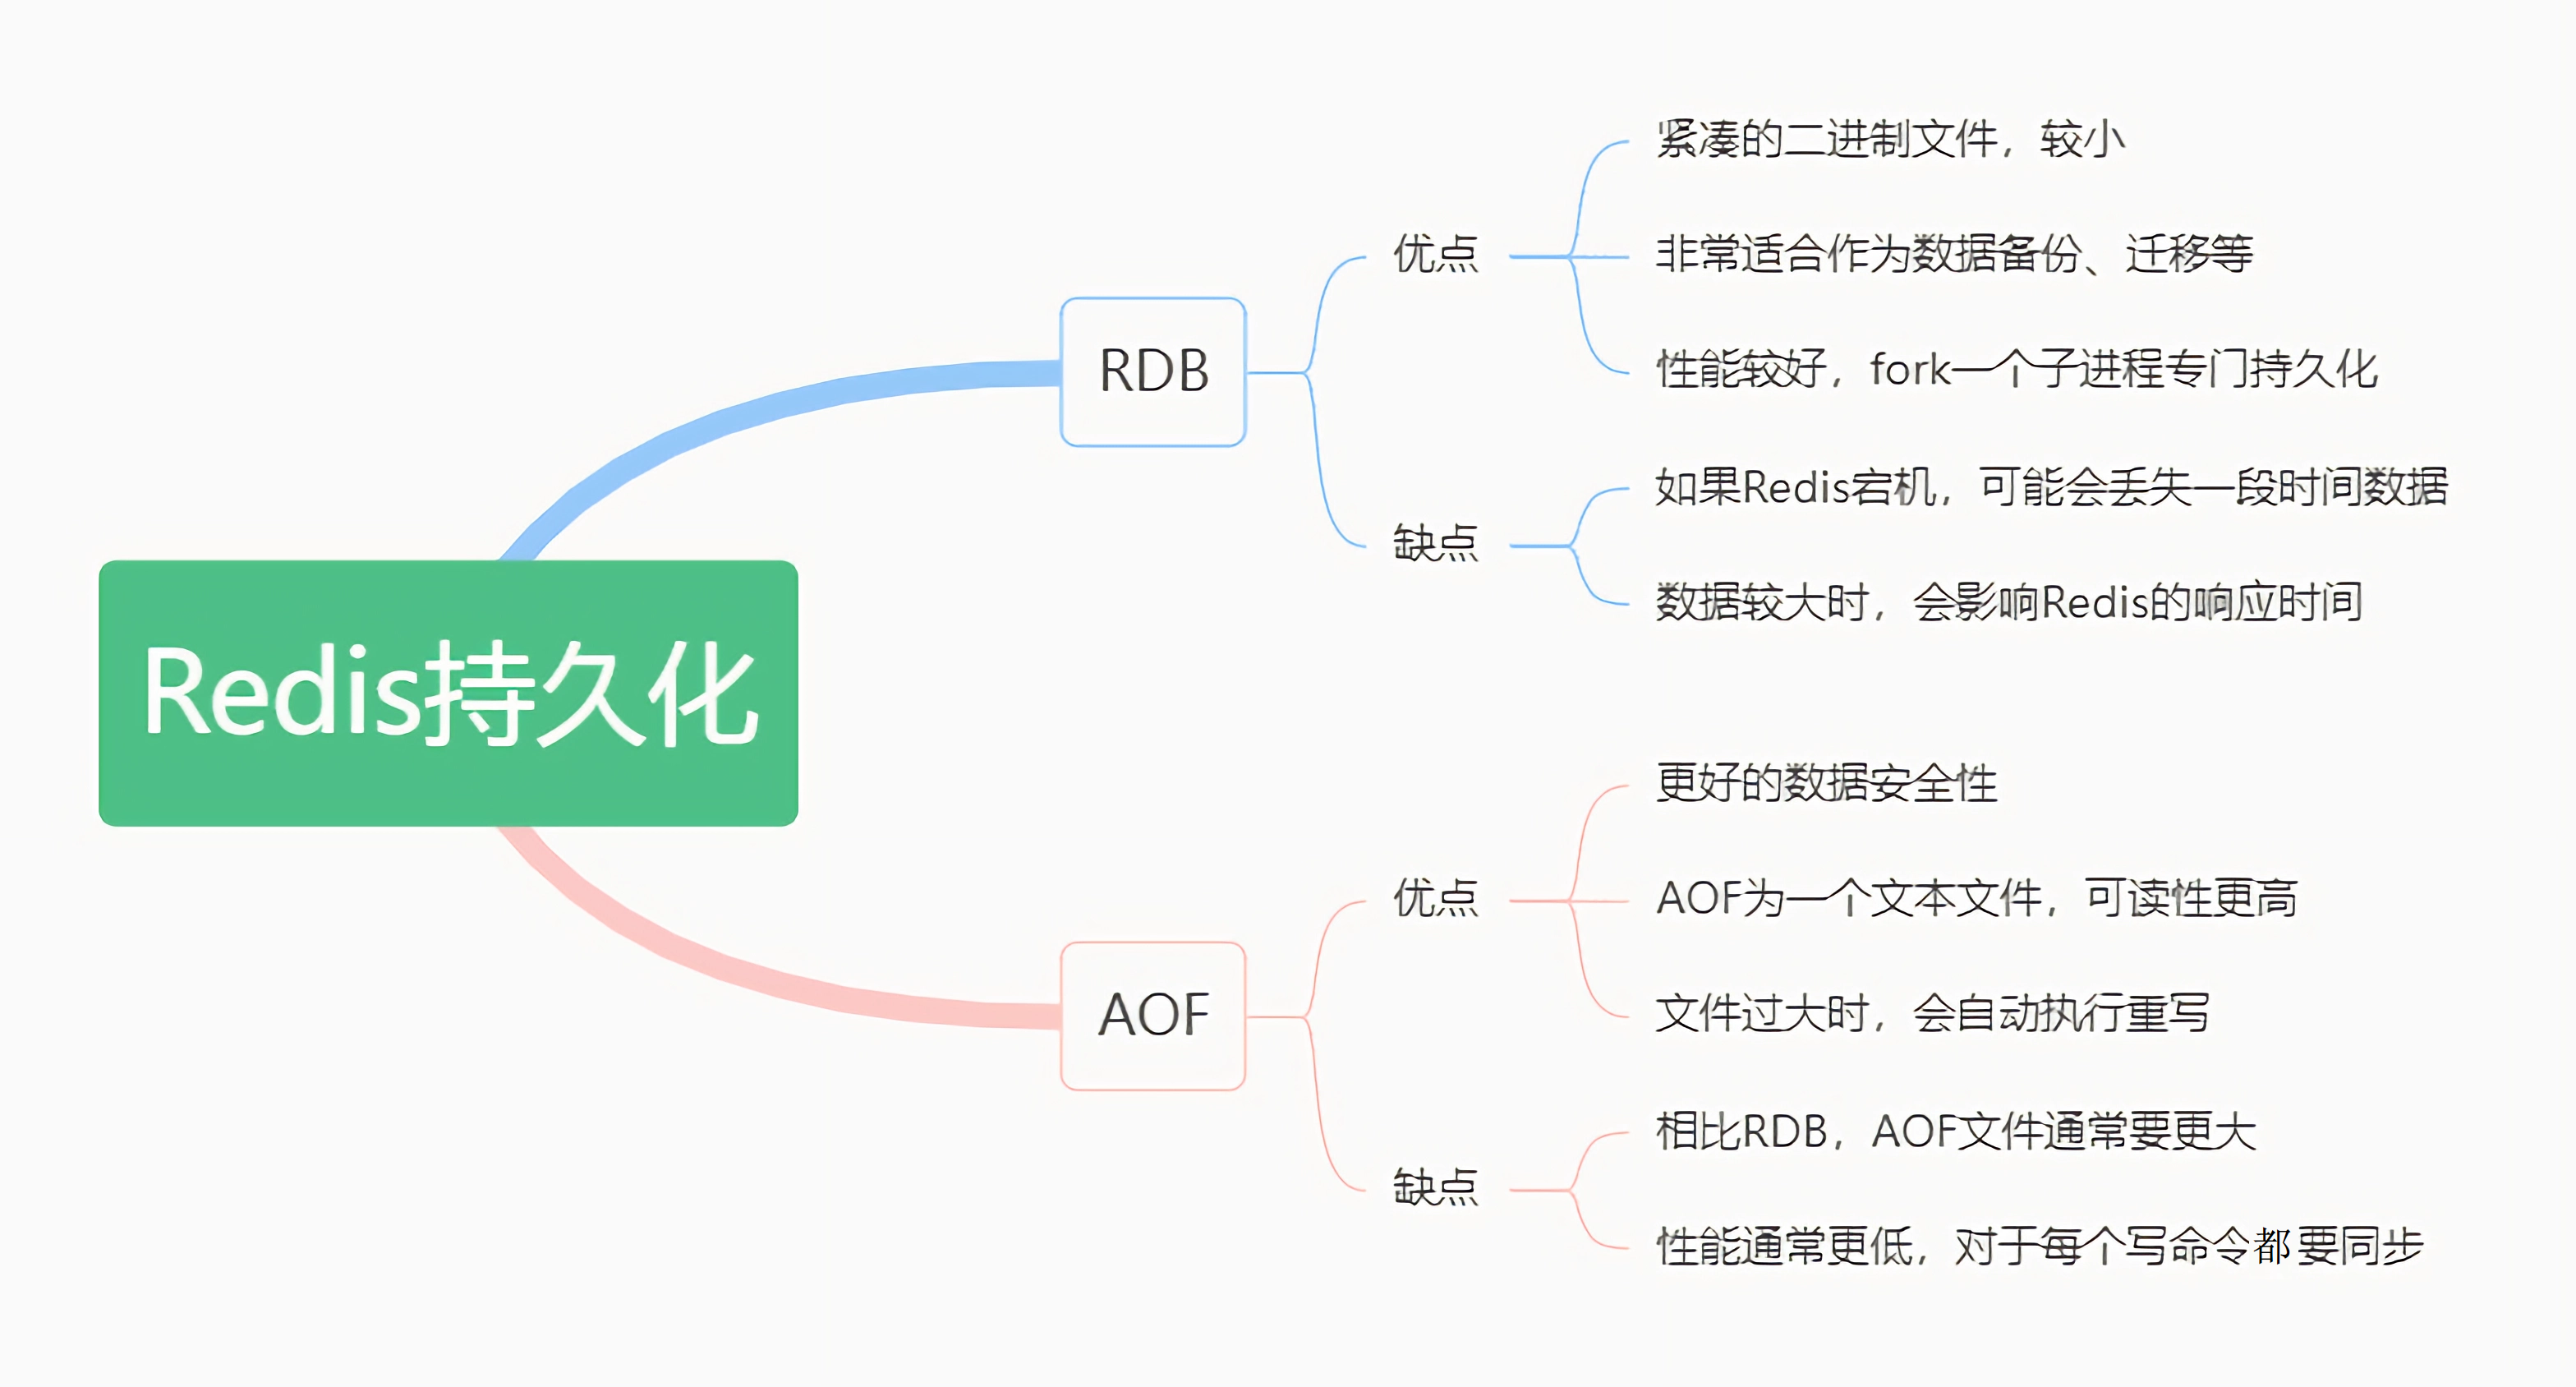 Redis持久化
RDB
优点
紧凑的二进制文件，较小
非常适合作为数据备份、迁移等
性能较好，fork一个子进程专门持久化
缺点
如果Redis宕机，可能会丢失一段时间数据
数据较大时，会影响Redis的响应时间
AOF
优点
更好的数据安全性
AOF为一个文本文件，可读性更高
文件过大时，会自动执行重写
缺点
相比RDB，AOF文件通常要更大
性能通常更低，对于每个写命令都要同步